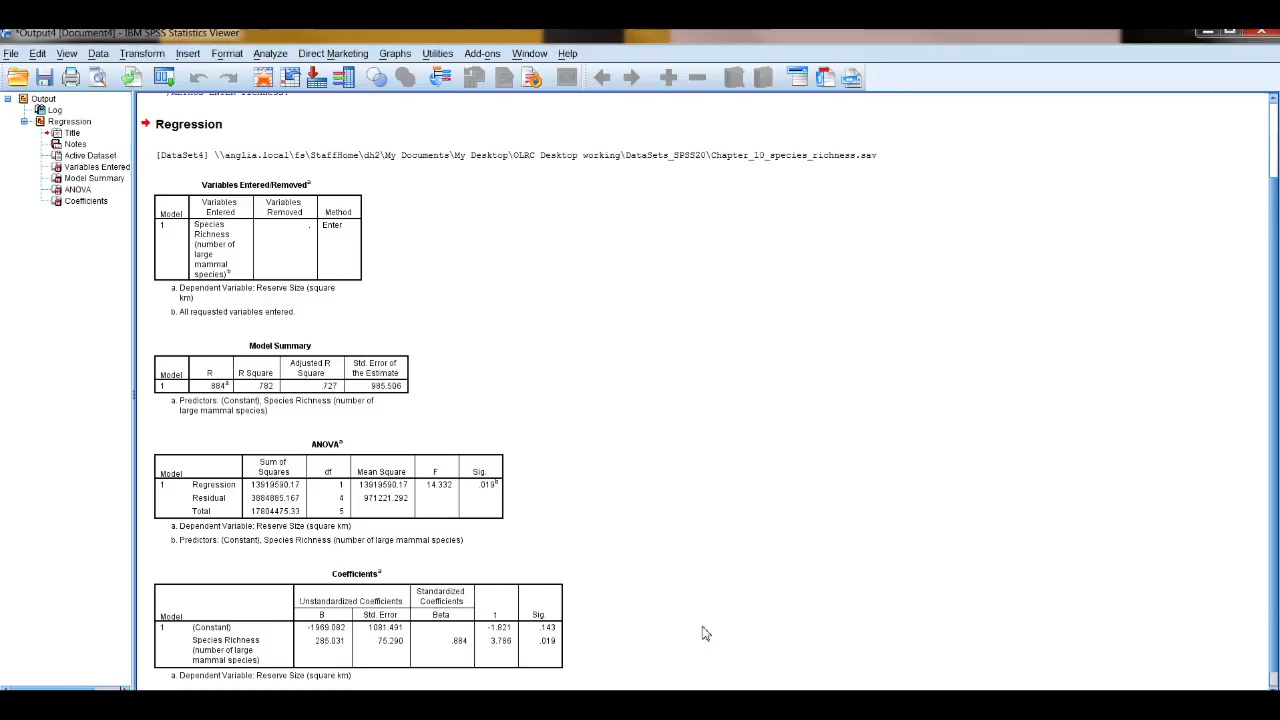 *Output4 [Document4] - IBM SPSS Statistics Viewer
File Edit View Data Transform Insert Format Analyze Direct Marketing Graphs Utilities Add-ons Window Help
Output
Log
Regression
Title
Notes
Active Dataset
Variables Entered
Model Summary
ANOVA
Coefficients
/METHOD=ENTER richness.
Regression
[DataSet4] \\anglia.local\fs\StaffHome\dh2\My Documents\My Desktop\OLRC Desktop working\DataSets_SPSS20\Chapter_10_species_richness.sav
Variables Entered/Removed^a
Model Variables Entered Variables Removed Method
1 Species Richness (number of large mammal species)^b . Enter
a. Dependent Variable: Reserve Size (square
km)
b. All requested variables entered.
Model Summary
Model R R Square Adjusted R Square Std. Error of the Estimate
1 .884^a .782 .727 985.506
a. Predictors: (Constant), Species Richness (number of
large mammal species)
ANOVA^a
Model Sum of Squares df Mean Square F Sig.
1 Regression 13919590.17 1 13919590.17 14.332 .019^b
Residual 3884885.167 4 971221.292
Total 17804475.33 5
a. Dependent Variable: Reserve Size (square km)
b. Predictors: (Constant), Species Richness (number of large mammal species)
Coefficients^a
Model Unstandardized Coefficients Standardized Coefficients t Sig.
B Std. Error Beta
1 (Constant) -1969.082 1081.491 -1.821 .143
Species Richness (number of large mammal species) 285.031 75.290 .884 3.786 .019
a. Dependent Variable: Reserve Size (square km)